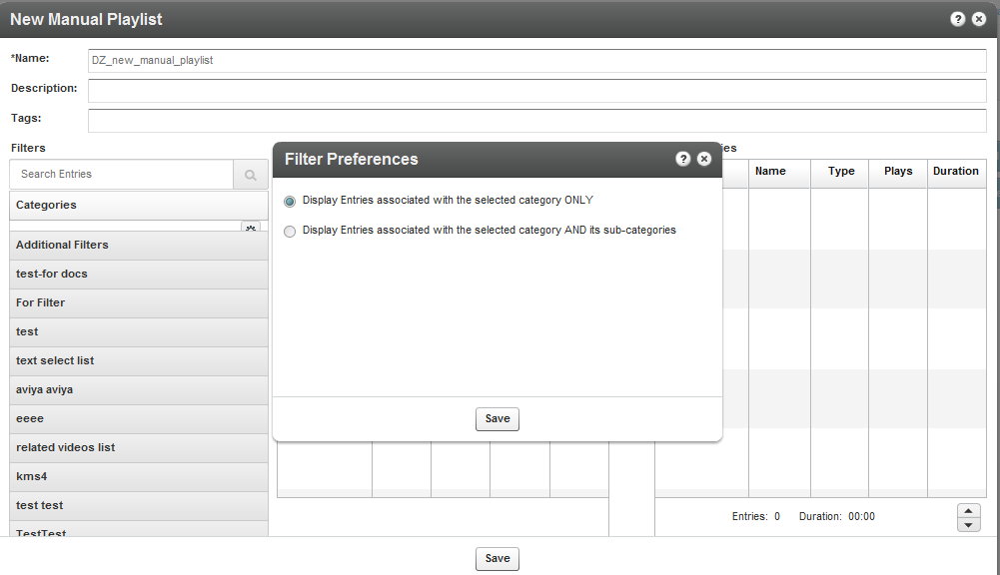 New Manual Playlist
*Name:
DZ_new_manual_playlist
Description:
Tags:
Filters
Search Entries
Categories
Additional Filters
test-for docs
For Filter
test
text select list
aviya aviya
eeee
related videos list
kms4
test test
TestTest
Filter Preferences
Display Entries associated with the selected category ONLY
Display Entries associated with the selected category AND its sub-categories
Save
Name Type Plays Duration
Entries: 0 Duration: 00:00
Save